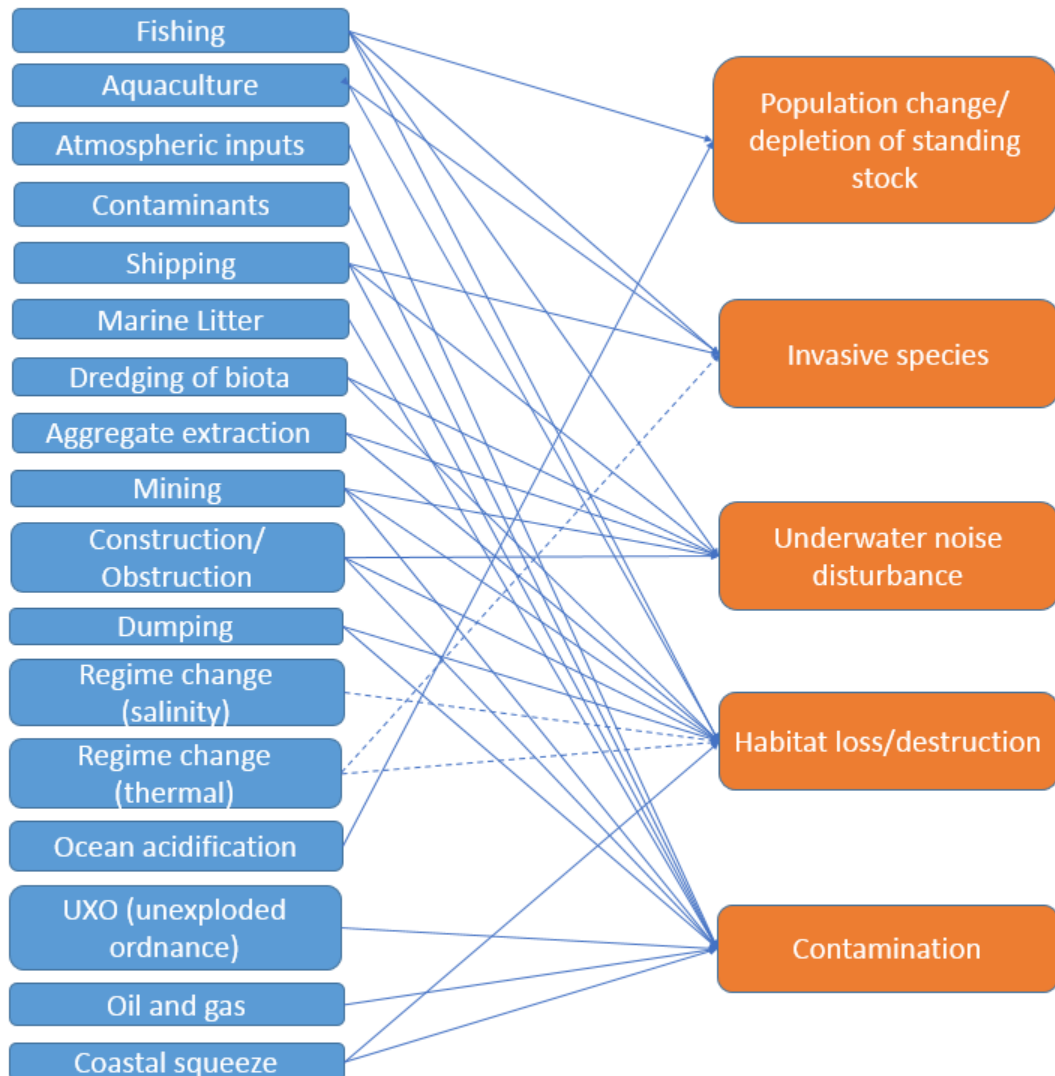 Fishing
Aquaculture
Atmospheric inputs
Contaminants
Shipping
Marine Litter
Dredging of biota
Aggregate extraction
Mining
Construction/
Obstruction
Dumping
Regime change
(salinity)
Regime change
(thermal)
Ocean acidification
UXO (unexploded
ordnance)
Oil and gas
Coastal squeeze
Population change/
depletion of standing
stock
Invasive species
Underwater noise
disturbance
Habitat loss/destruction
Contamination